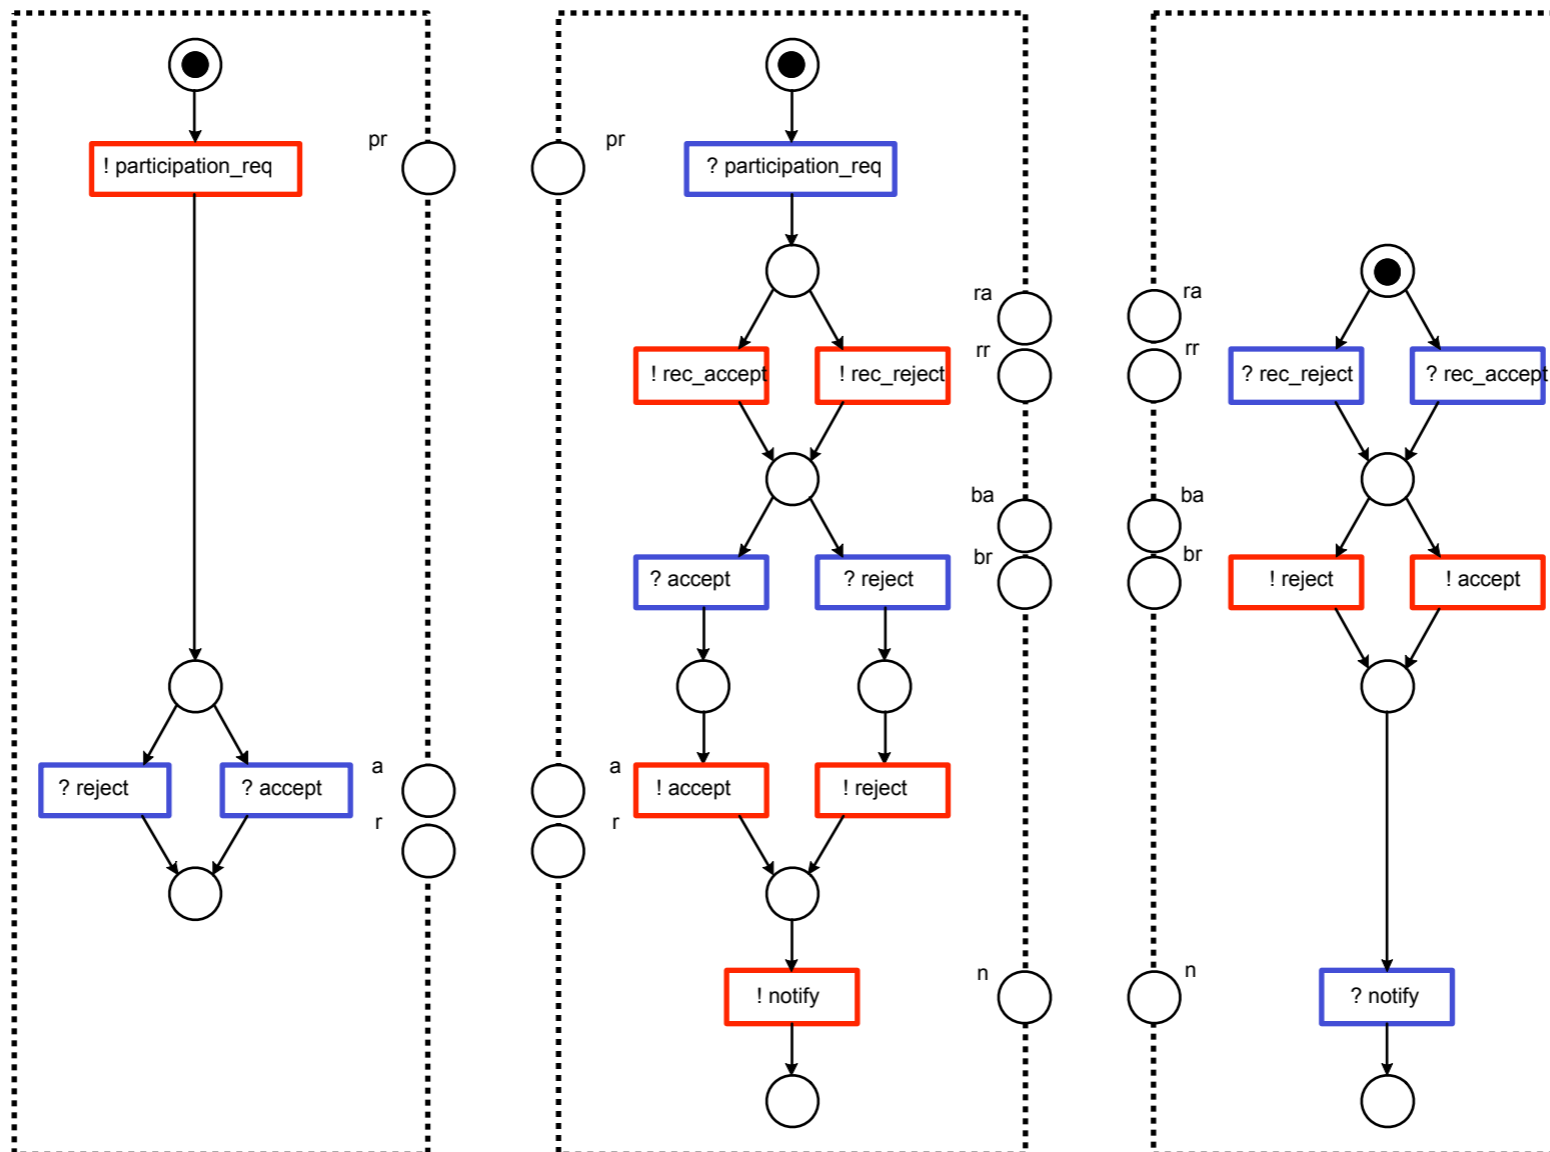 ! participation_req
pr
? reject
? accept
a
r
pr
? participation_req
ra
! rec_accept
! rec_reject
rr
ba
? accept
? reject
br
a
! accept
! reject
r
! notify
n
ra
rr
? rec_reject
? rec_accept
ba
br
! reject
! accept
n
? notify